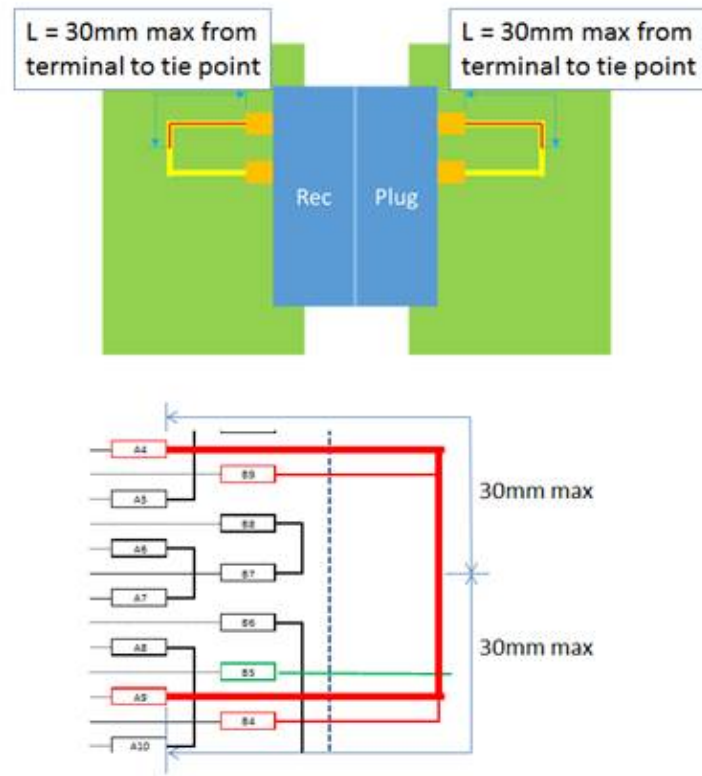 L = 30mm max from
terminal to tie point
L = 30mm max from
terminal to tie point
Rec
Plug
A4
B9
A5
B8
A6
B7
A7
B6
A8
B5
A9
B4
A10
30mm max
30mm max